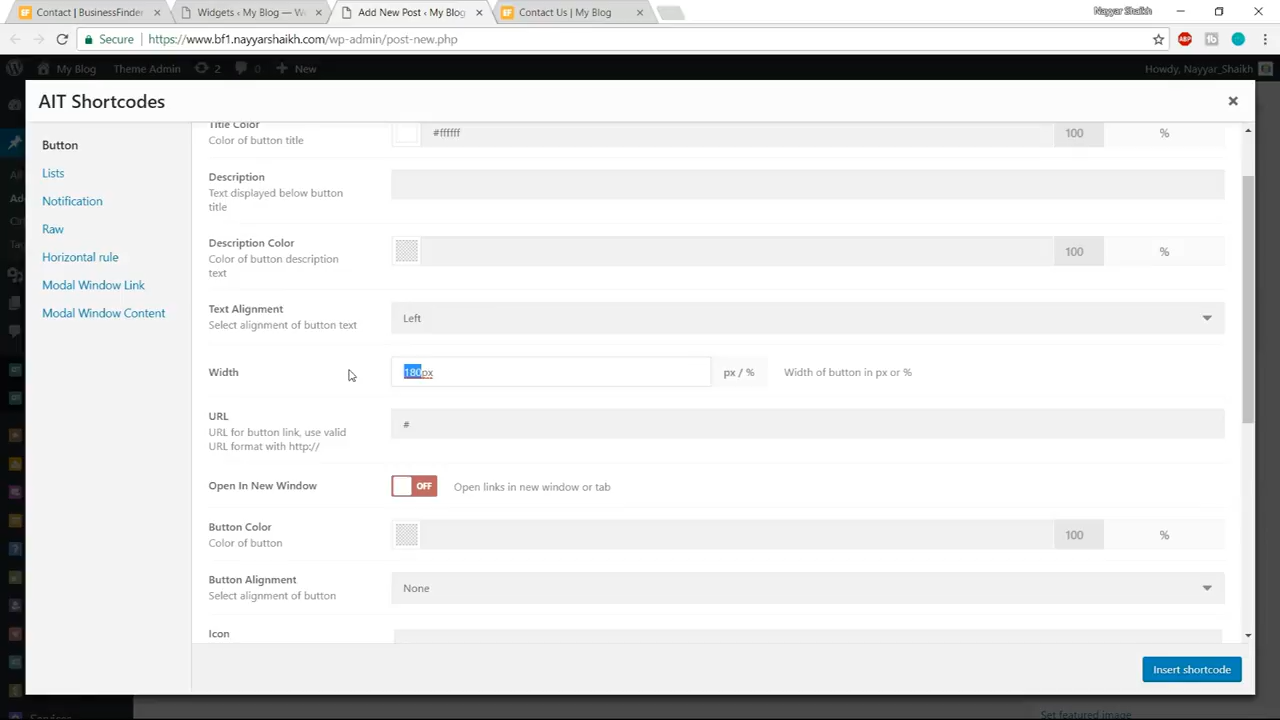 Contact | BusinessFinder
Widgets ‹ My Blog — W
Add New Post ‹ My Blog
Contact Us | My Blog
Nayyar Shaikh
Secure
https://www.bf1.nayyarshaikh.com/wp-admin/post-new.php
My Blog
Theme Admin
2
0
New
Howdy, Nayyar_Shaikh
AIT Shortcodes
Button
Lists
Notification
Raw
Horizontal rule
Modal Window Link
Modal Window Content
Title Color
Color of button title
#ffffff
100
%
Description
Text displayed below button
title
Description Color
Color of button description
text
100
%
Text Alignment
Select alignment of button text
Left
Width
180px
px / %
Width of button in px or %
URL
URL for button link, use valid
URL format with http://
#
Open In New Window
OFF
Open links in new window or tab
Button Color
Color of button
100
%
Button Alignment
Select alignment of button
None
Icon
Insert shortcode
Set featured image